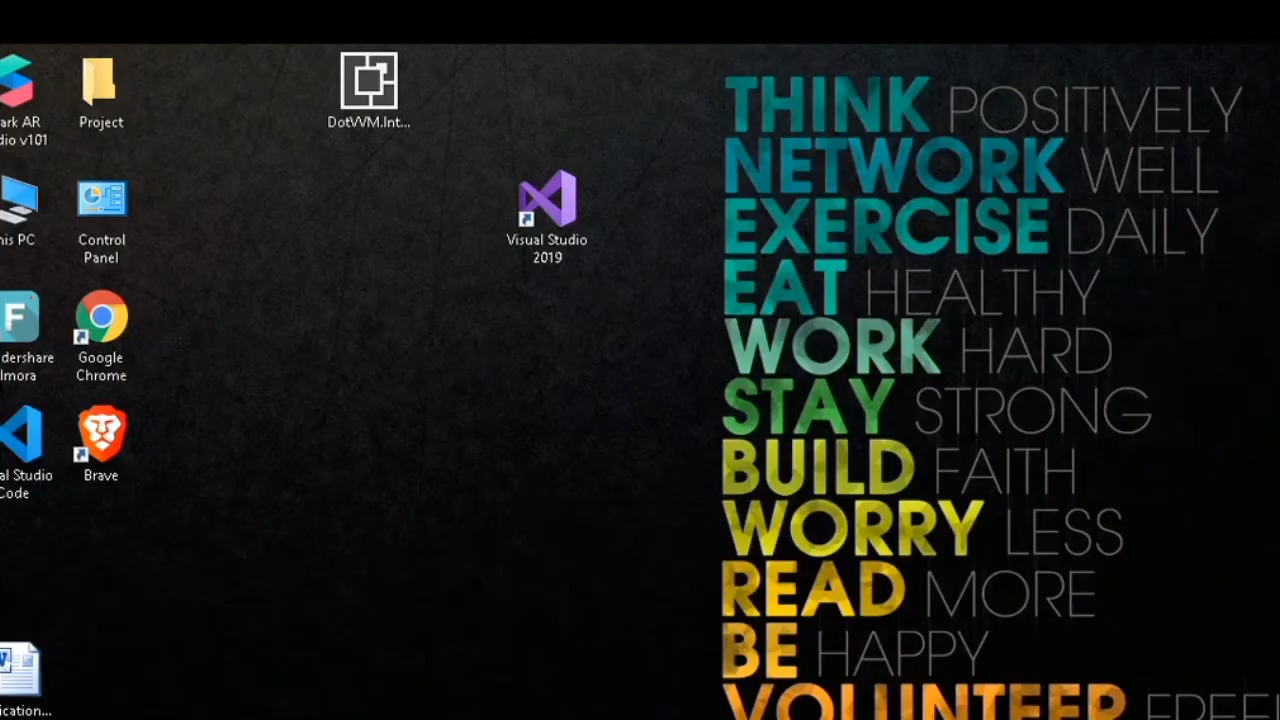 ark AR
dio v101
Project
DotVVM.Int...
his PC
Control
Panel
Visual Studio
2019
dershare
lmora
Google
Chrome
al Studio
Code
Brave
ication...
THINK POSITIVELY
NETWORK WELL
EXERCISE DAILY
EAT HEALTHY
WORK HARD
STAY STRONG
BUILD FAITH
WORRY LESS
READ MORE
BE HAPPY
VOLUNTEER FREE